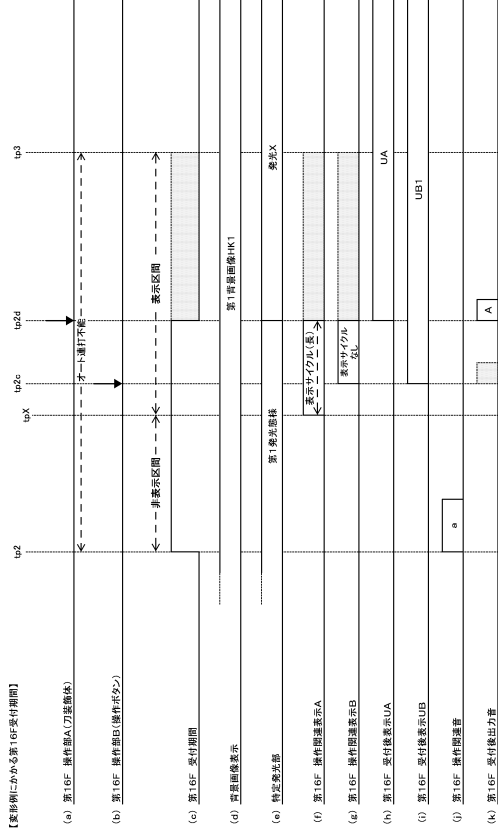 【変形例にかかる第16F受付期間】
tp2
tpX
tp2c
tp2d
tp3
(a) 第16F 操作部A(刀装飾体)
オート連打不能
(b) 第16F 操作部B(操作ボタン)
非表示区間
表示区間
(c) 第16F 受付期間
(d) 背景画像表示
第1背景画像HK1
(e) 特定発光部
第1発光態様
発光X
(f) 第16F 操作関連表示A
表示サイクル(長)
(g) 第16F 操作関連表示B
表示サイクル
なし
(h) 第16F 受付後表示UA
UA
(i) 第16F 受付後表示UB
UB1
(j) 第16F 操作関連音
a
(k) 第16F 受付後出力音
A